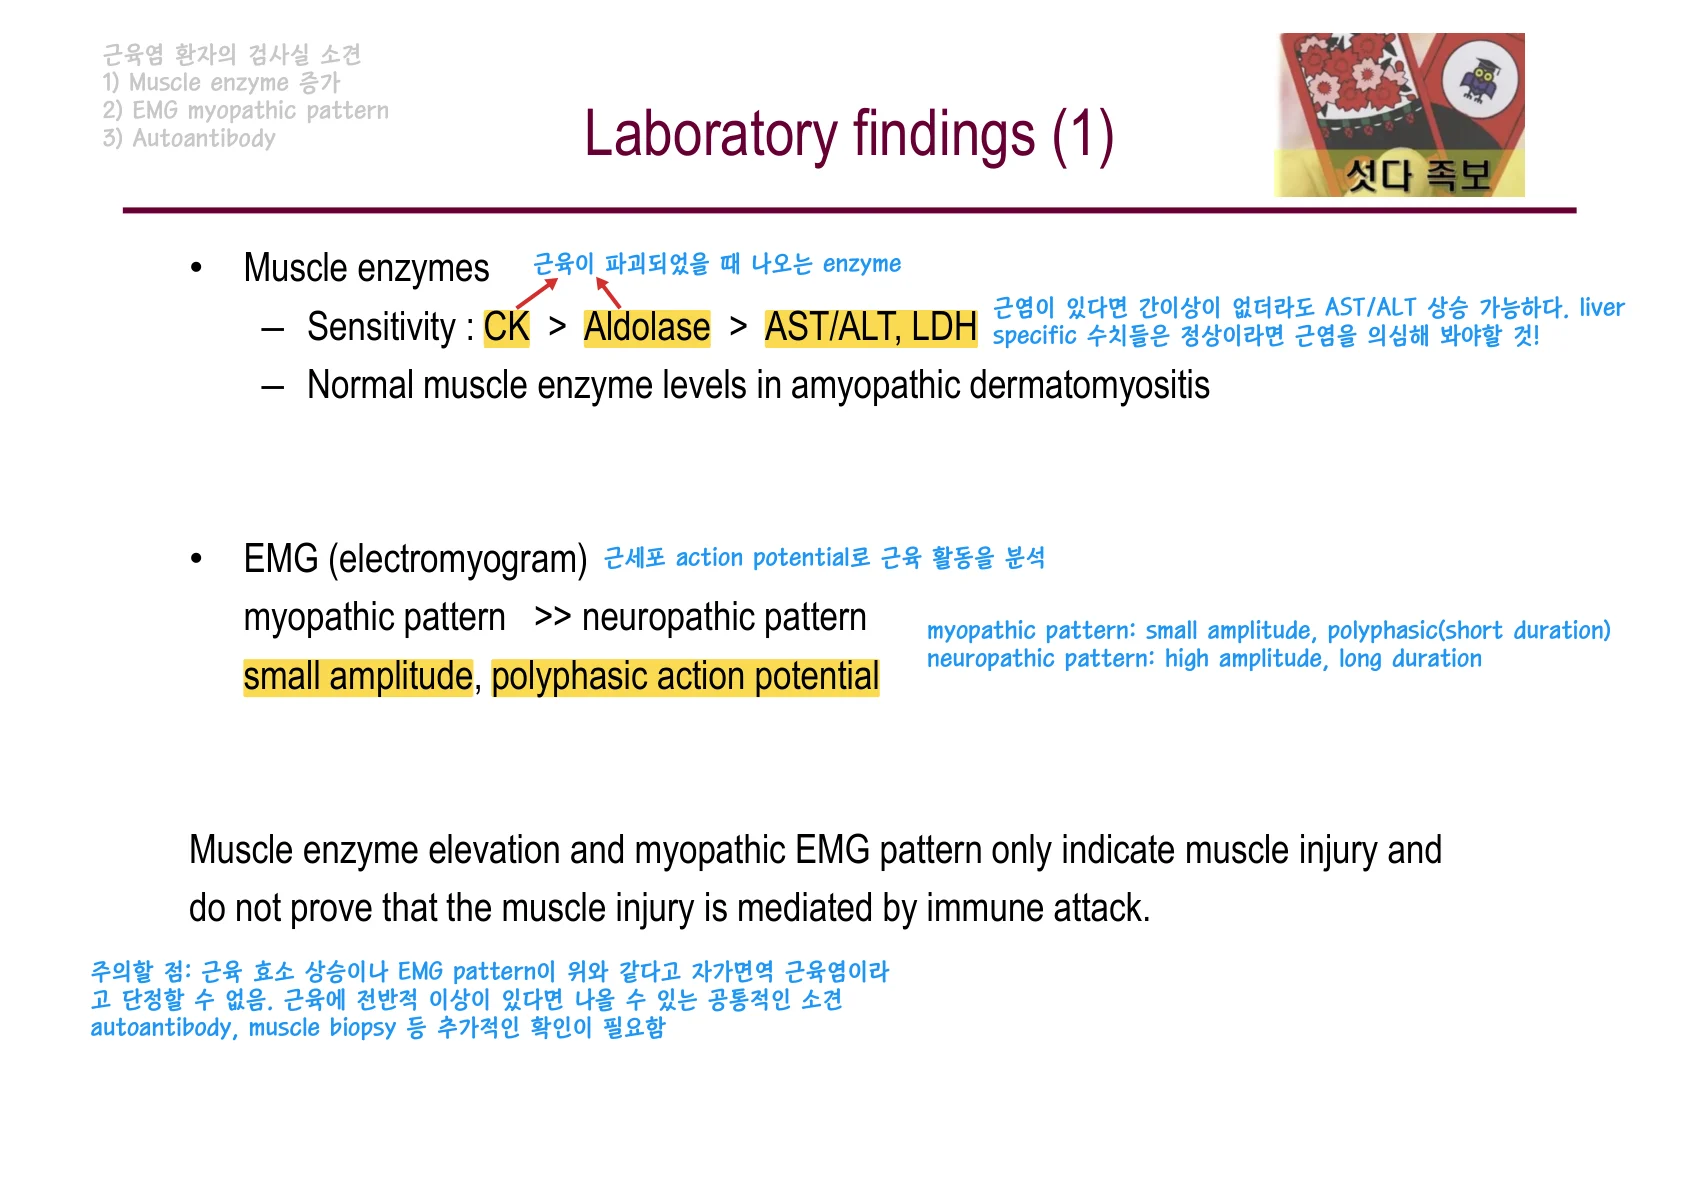 근육염 환자의 검사실 소견
1) Muscle enzyme 증가
2) EMG myopathic pattern
3) Autoantibody
Laboratory findings (1)
섯다 족보
• Muscle enzymes 근육이 파괴되었을 때 나오는 enzyme
– Sensitivity : CK > Aldolase > AST/ALT, LDH
근염이 있다면 간이상이 없더라도 AST/ALT 상승 가능하다. liver
specific 수치들은 정상이라면 근염을 의심해 봐야할 것!
– Normal muscle enzyme levels in amyopathic dermatomyositis
• EMG (electromyogram) 근세포 action potential로 근육 활동을 분석
myopathic pattern >> neuropathic pattern
small amplitude, polyphasic action potential
myopathic pattern: small amplitude, polyphasic(short duration)
neuropathic pattern: high amplitude, long duration
Muscle enzyme elevation and myopathic EMG pattern only indicate muscle injury and
do not prove that the muscle injury is mediated by immune attack.
주의할 점: 근육 효소 상승이나 EMG pattern이 위와 같다고 자가면역 근육염이라
고 단정할 수 없음. 근육에 전반적 이상이 있다면 나올 수 있는 공통적인 소견
autoantibody, muscle biopsy 등 추가적인 확인이 필요함